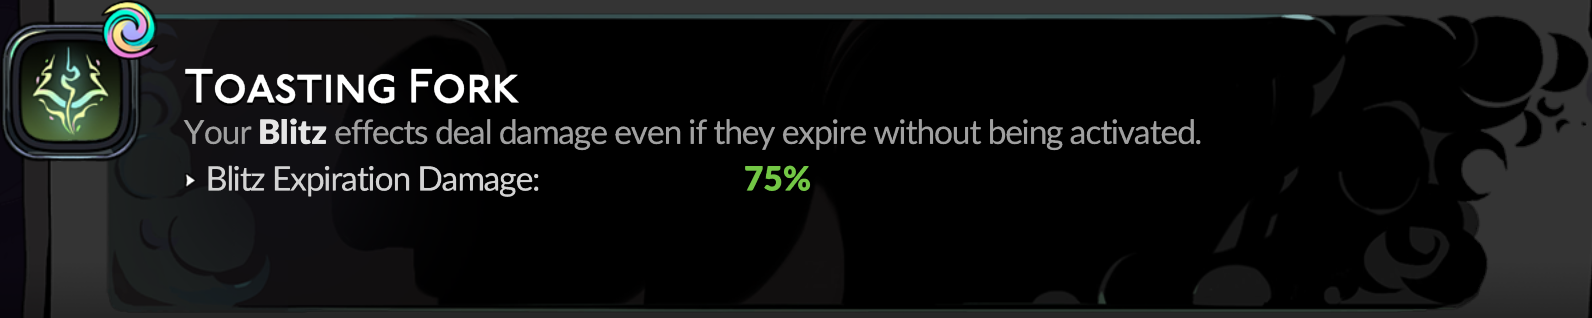 Toasting Fork
Your Blitz effects deal damage even if they expire without being activated.
Blitz Expiration Damage: 75%